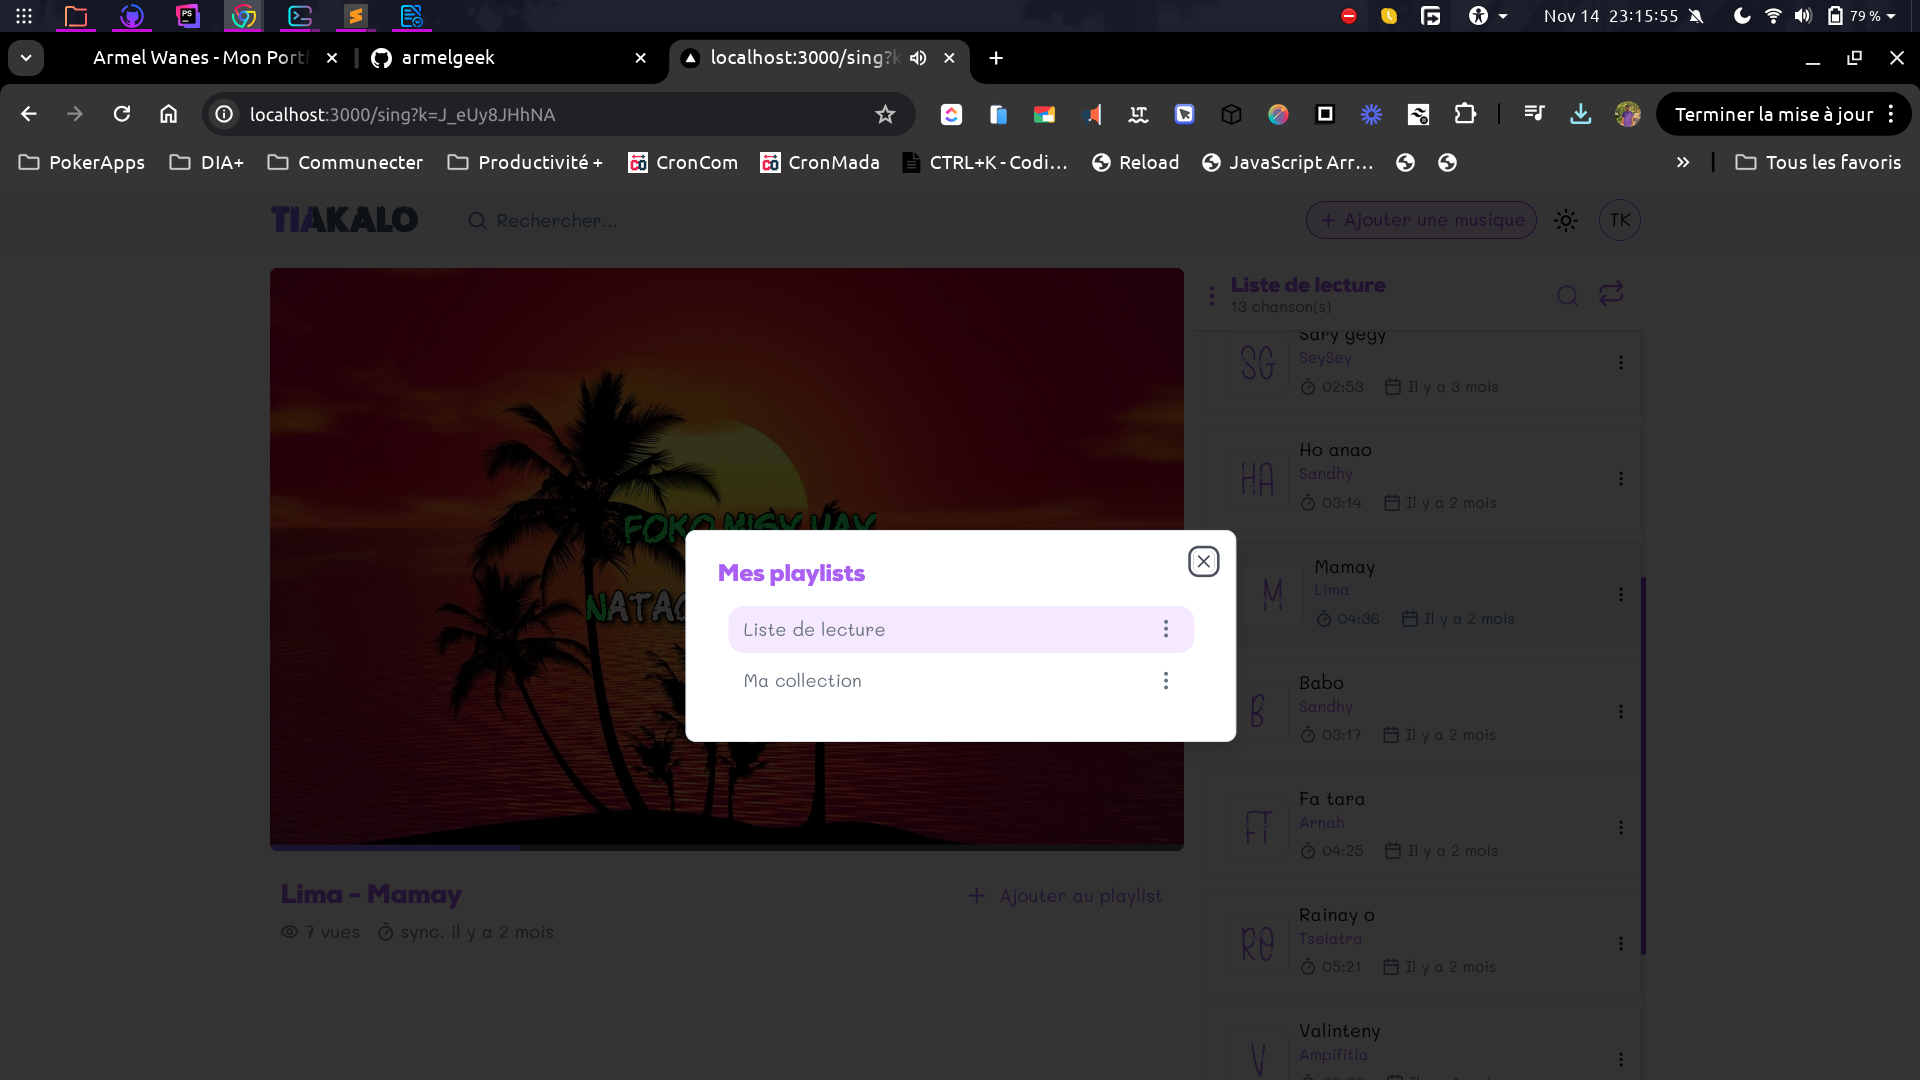 Nov 14 23:15:55
79 %
Armel Wanes - Mon Portf
armelgeek
localhost:3000/sing?k
localhost:3000/sing?k=J_eUy8JHhNA
Terminer la mise à jour
PokerApps
DIA+
Communecter
Productivité +
CronCom
CronMada
CTRL+K - Codi...
Reload
JavaScript Arr...
Tous les favoris
TIAKALO
Rechercher...
+ Ajouter une musique
TK
FOKO MISY VAY
NATAO
Lima - Mamay
7 vues
sync. il y a 2 mois
+ Ajouter au playlist
Mes playlists
Liste de lecture
Ma collection
Liste de lecture
13 chanson(s)
Sary gegy
SG
SeySey
02:53
Il y a 3 mois
Ho anao
HA
Sandhy
03:14
Il y a 2 mois
Mamay
M
Lima
04:36
Il y a 2 mois
Babo
B
Sandhy
03:17
Il y a 2 mois
Fa tara
FT
Arnah
04:25
Il y a 2 mois
Rainay o
RO
Tselatra
05:21
Il y a 2 mois
Valinteny
V
Ampifitia